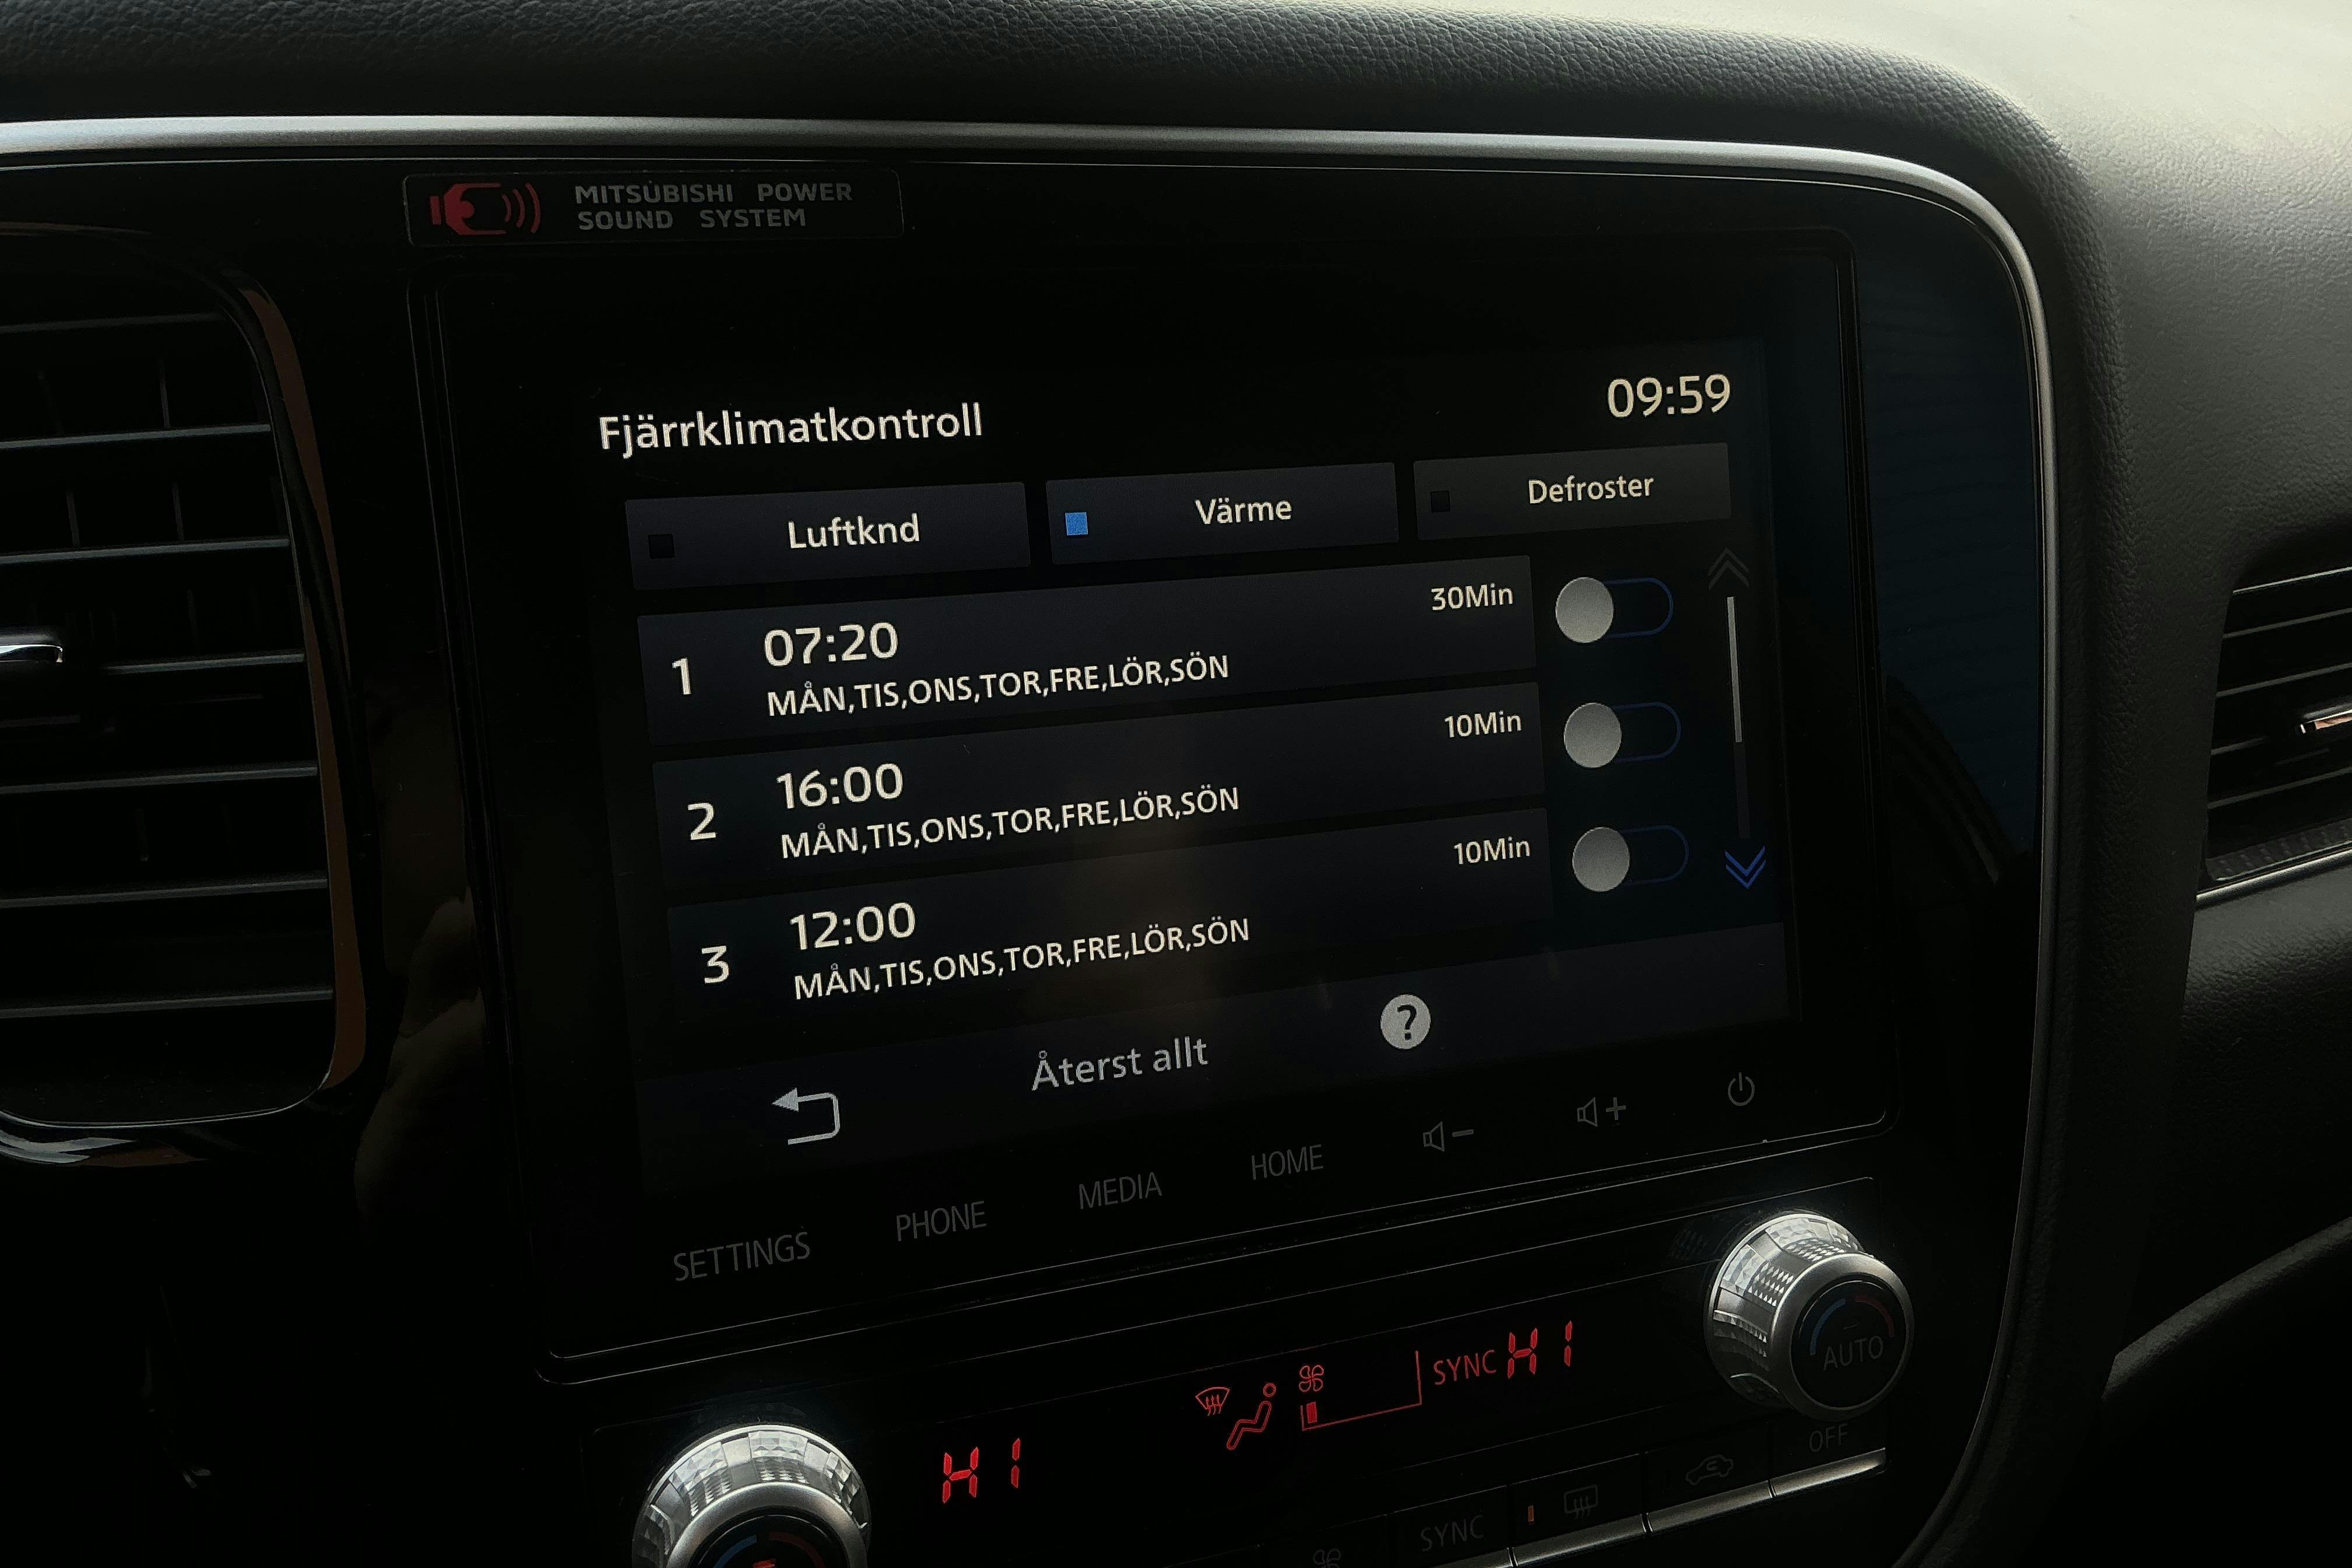 MITSUBISHI POWER
SOUND SYSTEM
Fjärrklimatkontroll
09:59
Luftknd
Värme
Defroster
1
07:20
30Min
MÅN,TIS,ONS,TOR,FRE,LÖR,SÖN
2
16:00
10Min
MÅN,TIS,ONS,TOR,FRE,LÖR,SÖN
3
12:00
10Min
MÅN,TIS,ONS,TOR,FRE,LÖR,SÖN
Återst allt
?
SETTINGS
PHONE
MEDIA
HOME
HI
SYNC HI
AUTO
SYNC
OFF